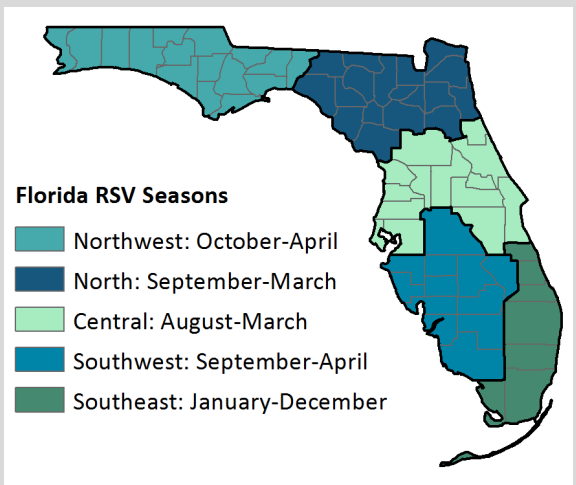 Florida RSV Seasons
Northwest: October-April
North: September-March
Central: August-March
Southwest: September-April
Southeast: January-December